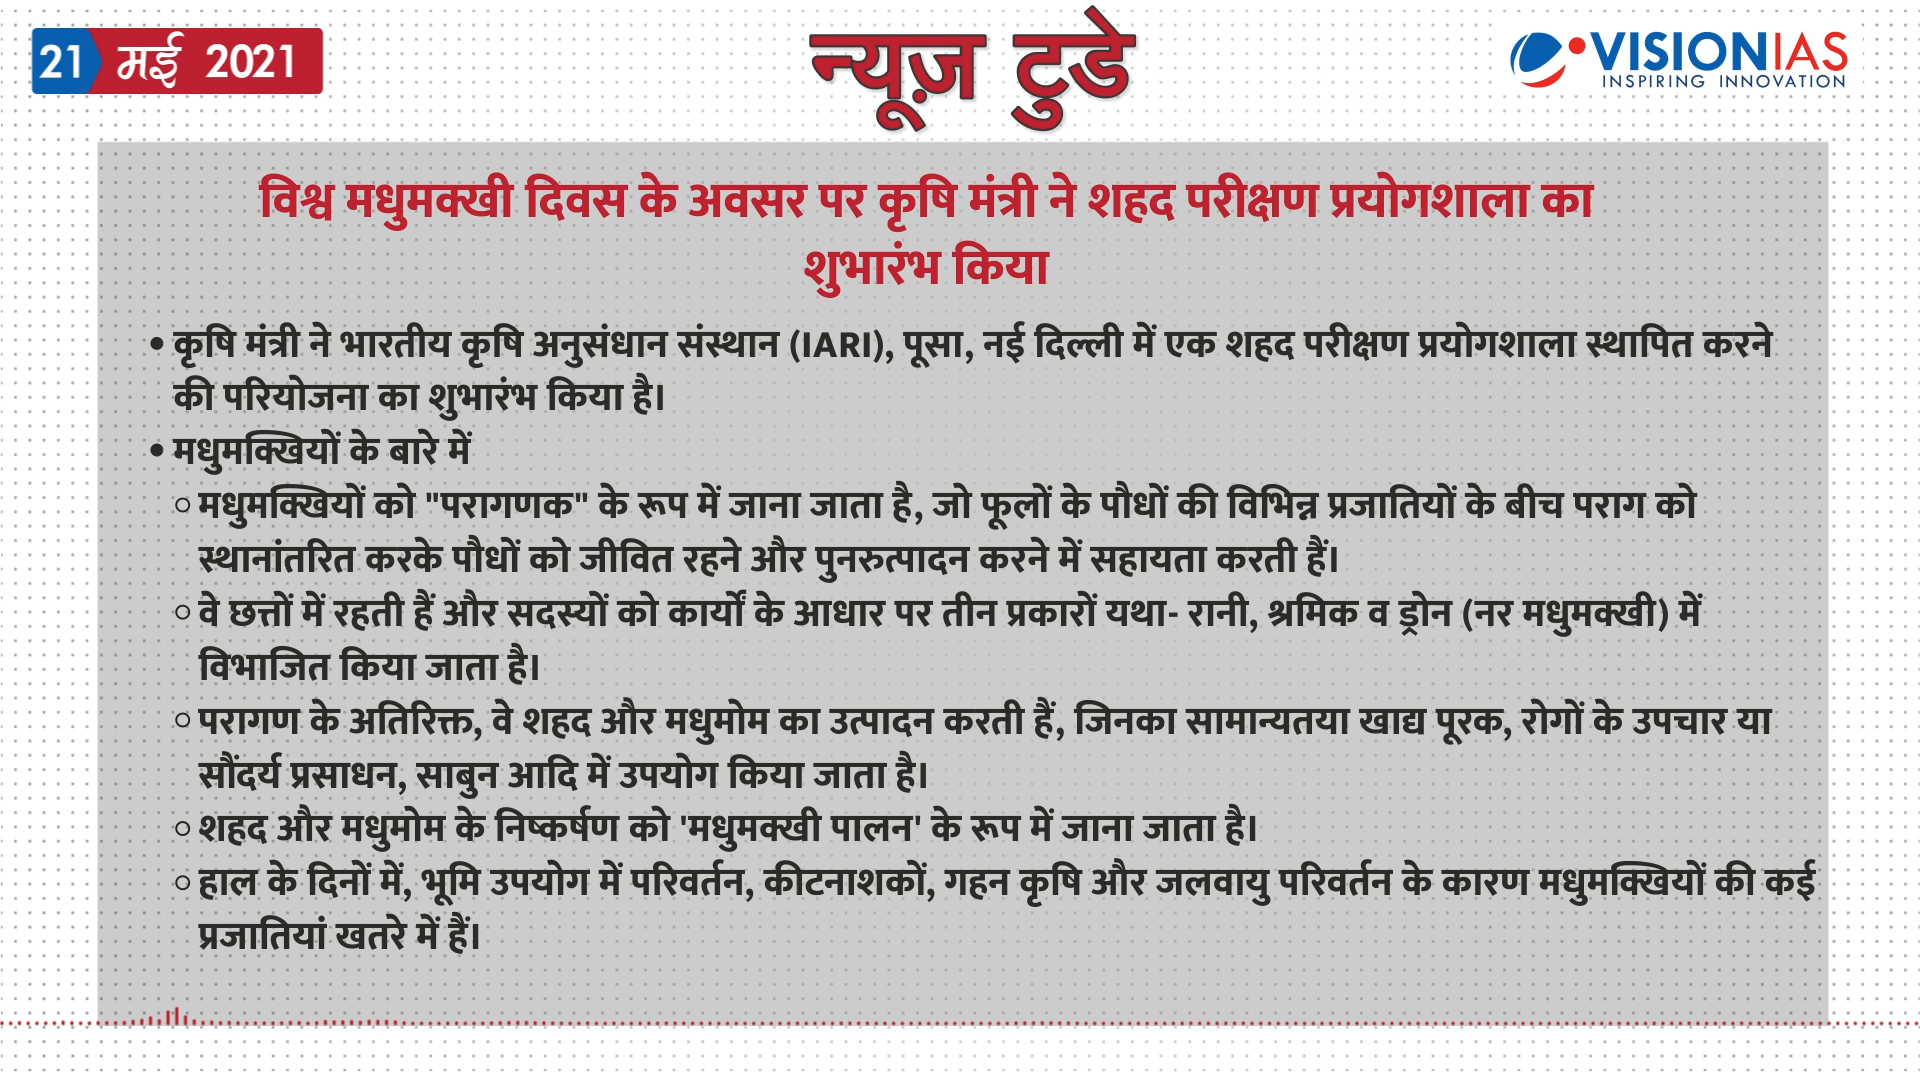 21 मई 2021
न्यूज़ टुडे
VISIONIAS
INSPIRING INNOVATION
विश्व मधुमक्खी दिवस के अवसर पर कृषि मंत्री ने शहद परीक्षण प्रयोगशाला का
शुभारंभ किया
• कृषि मंत्री ने भारतीय कृषि अनुसंधान संस्थान (IARI), पूसा, नई दिल्ली में एक शहद परीक्षण प्रयोगशाला स्थापित करने
की परियोजना का शुभारंभ किया है।
• मधुमक्खियों के बारे में
○ मधुमक्खियों को "परागणक" के रूप में जाना जाता है, जो फूलों के पौधों की विभिन्न प्रजातियों के बीच पराग को
स्थानांतरित करके पौधों को जीवित रहने और पुनरुत्पादन करने में सहायता करती हैं।
○ वे छत्तों में रहती हैं और सदस्यों को कार्यों के आधार पर तीन प्रकारों यथा- रानी, श्रमिक व ड्रोन (नर मधुमक्खी) में
विभाजित किया जाता है।
○ परागण के अतिरिक्त, वे शहद और मधुमोम का उत्पादन करती हैं, जिनका सामान्यतया खाद्य पूरक, रोगों के उपचार या
सौंदर्य प्रसाधन, साबुन आदि में उपयोग किया जाता है।
○ शहद और मधुमोम के निष्कर्षण को 'मधुमक्खी पालन' के रूप में जाना जाता है।
○ हाल के दिनों में, भूमि उपयोग में परिवर्तन, कीटनाशकों, गहन कृषि और जलवायु परिवर्तन के कारण मधुमक्खियों की कई
प्रजातियां खतरे में हैं।